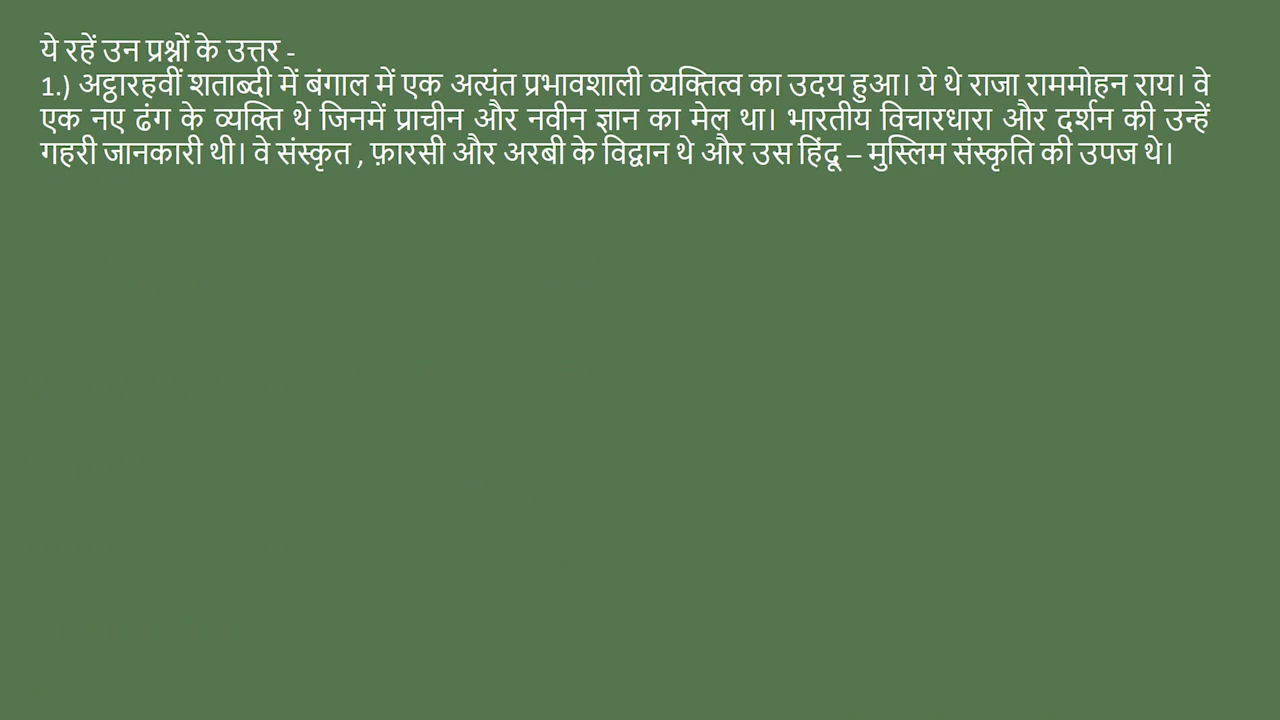 ये रहें उन प्रश्नों के उत्तर -
1.) अट्ठारहवीं शताब्दी में बंगाल में एक अत्यंत प्रभावशाली व्यक्तित्व का उदय हुआ। ये थे राजा राममोहन राय। वे
एक नए ढंग के व्यक्ति थे जिनमें प्राचीन और नवीन ज्ञान का मेल था। भारतीय विचारधारा और दर्शन की उन्हें
गहरी जानकारी थी। वे संस्कृत , फ़ारसी और अरबी के विद्वान थे और उस हिंदू – मुस्लिम संस्कृति की उपज थे।